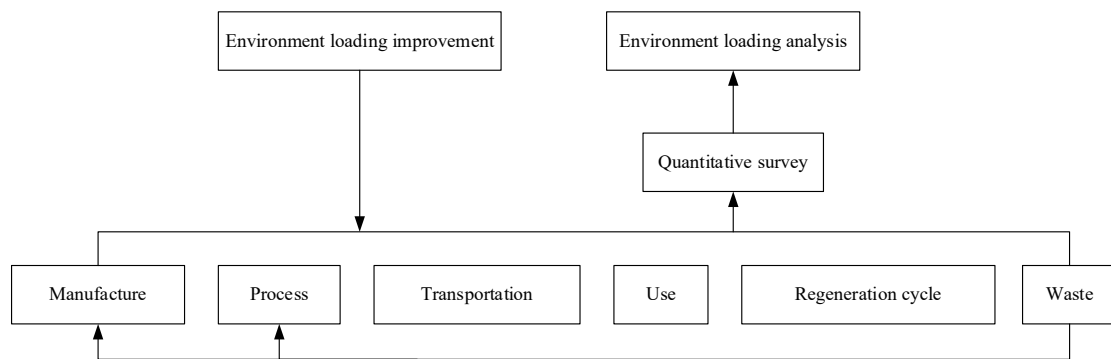 Environment loading improvement
Environment loading analysis
Quantitative survey
Manufacture
Process
Transportation
Use
Regeneration cycle
Waste